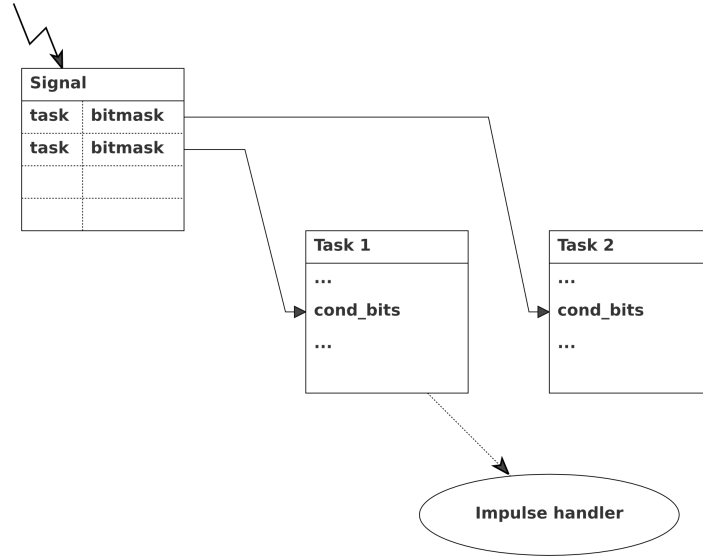 Signal
task bitmask
task bitmask
Task 1
...
cond_bits
...
Task 2
...
cond_bits
...
Impulse handler